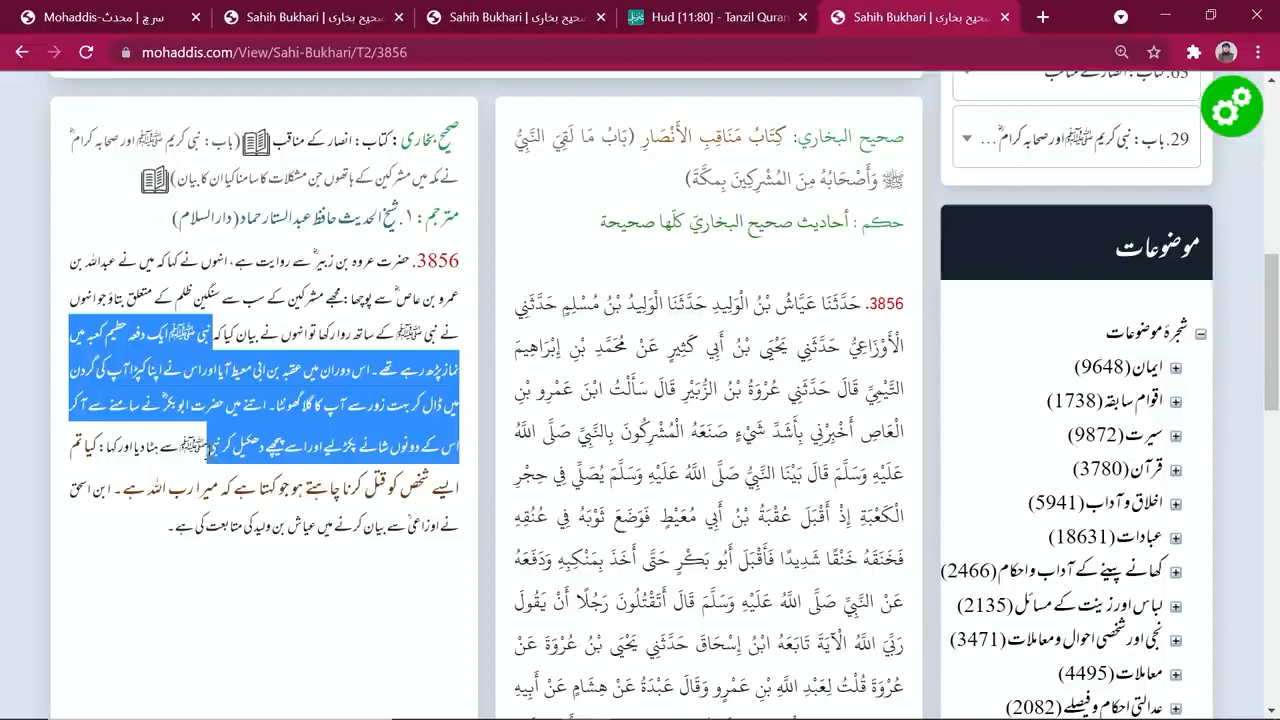 Mohaddis-محدث | سرچ
Sahih Bukhari | صحیح بخاری
Sahih Bukhari | صحیح بخاری
Hud [11:80] - Tanzil Quran
Sahih Bukhari | صحیح بخاری
mohaddis.com/View/Sahi-Bukhari/T2/3856
صحیح بخاری: کتاب: انصار کے مناقب (باب: نبی کریم ﷺ اور صحابہ کرام ؓ
نے مکہ میں مشرکین کے ہاتھوں جن مشکلات کا سامنا کیا ان کا بیان)
مترجم: ۱. شیخ الحدیث حافظ عبد الستار حماد (دار السلام)
3856. حضرت عروہ بن زبیر ؓ سے روایت ہے، انہوں نے کہا کہ میں نے عبداللہ بن
عمرو بن عاص ؓ سے پوچھا: مجھے مشرکین کے سب سے سنگین ظلم کے متعلق بتاؤ جو انہوں
نے نبی ﷺ کے ساتھ روا رکھا تو انہوں نے بیان کیا کہ نبی ﷺ ایک دفعہ حطیم کعبہ میں
نماز پڑھ رہے تھے۔ اس دوران میں عقبہ بن ابی معیط آیا اور اس نے اپنا کپڑا آپ کی گردن
میں ڈال کر بہت زور سے آپ کا گلا گھونٹا۔ اتنے میں حضرت ابوبکر ؓ نے سامنے سے آ کر
اس کے دونوں شانے پکڑ لیے اور اسے پیچھے دھکیل کر نبی ﷺ سے ہٹا دیا اور کہا: کیا تم
ایسے شخص کو قتل کرنا چاہتے ہو جو کہتا ہے کہ میرا رب اللہ ہے۔ ابن اسحٰق
نے اوزاعی ؓ سے بیان کرنے میں عیاش بن ولید کی متابعت کی ہے۔
صحيح البخاري: كِتَابُ مَنَاقِبِ الأَنْصَارِ (بَابُ مَا لَقِيَ النَّبِيُّ
ﷺ وَأَصْحَابُهُ مِنَ المُشْرِكِينَ بِمَكَّةَ)
حکم : أحاديث صحيح البخاريّ كلّها صحيحة
3856. حَدَّثَنَا عَيَّاشُ بْنُ الْوَلِيدِ حَدَّثَنَا الْوَلِيدُ بْنُ مُسْلِمٍ حَدَّثَنِي
الْأَوْزَاعِيُّ حَدَّثَنِي يَحْيَى بْنُ أَبِي كَثِيرٍ عَنْ مُحَمَّدِ بْنِ إِبْرَاهِيمَ
التَّيْمِيِّ قَالَ حَدَّثَنِي عُرْوَةُ بْنُ الزُّبَيْرِ قَالَ سَأَلْتُ ابْنَ عَمْرِو بْنِ
الْعَاصِ أَخْبِرْنِي بِأَشَدِّ شَيْءٍ صَنَعَهُ الْمُشْرِكُونَ بِالنَّبِيِّ صَلَّى اللَّهُ
عَلَيْهِ وَسَلَّمَ قَالَ بَيْنَا النَّبِيُّ صَلَّى اللَّهُ عَلَيْهِ وَسَلَّمَ يُصَلِّي فِي حِجْرِ
الْكَعْبَةِ إِذْ أَقْبَلَ عُقْبَةُ بْنُ أَبِي مُعَيْطٍ فَوَضَعَ ثَوْبَهُ فِي عُنُقِهِ
فَخَنَقَهُ خَنْقًا شَدِيدًا فَأَقْبَلَ أَبُو بَكْرٍ حَتَّى أَخَذَ بِمَنْكِبِهِ وَدَفَعَهُ
عَنْ النَّبِيِّ صَلَّى اللَّهُ عَلَيْهِ وَسَلَّمَ قَالَ أَتَقْتُلُونَ رَجُلًا أَنْ يَقُولَ
رَبِّيَ اللَّهُ الْآيَةَ تَابَعَهُ ابْنُ إِسْحَاقَ حَدَّثَنِي يَحْيَى بْنُ عُرْوَةَ عَنْ
عُرْوَةَ قُلْتُ لِعَبْدِ اللَّهِ بْنِ عَمْرٍو وَقَالَ عَبْدَةُ عَنْ هِشَامٍ عَنْ أَبِيهِ
63. کتاب: انصار کے مناقب
29. باب: نبی کریم ﷺ اور صحابہ کرام ؓ ...
موضوعات
شجرۂ موضوعات
ایمان (9648)
اقوام سابقہ (1738)
سیرت (9872)
قرآن (3780)
اخلاق و آداب (5941)
عبادات (18631)
کھانے پینے کے آداب و احکام (2466)
لباس اور زینت کے مسائل (2135)
نجی اور شخصی احوال ومعاملات (3471)
معاملات (4495)
عدالتی احکام و فیصلے (2082)